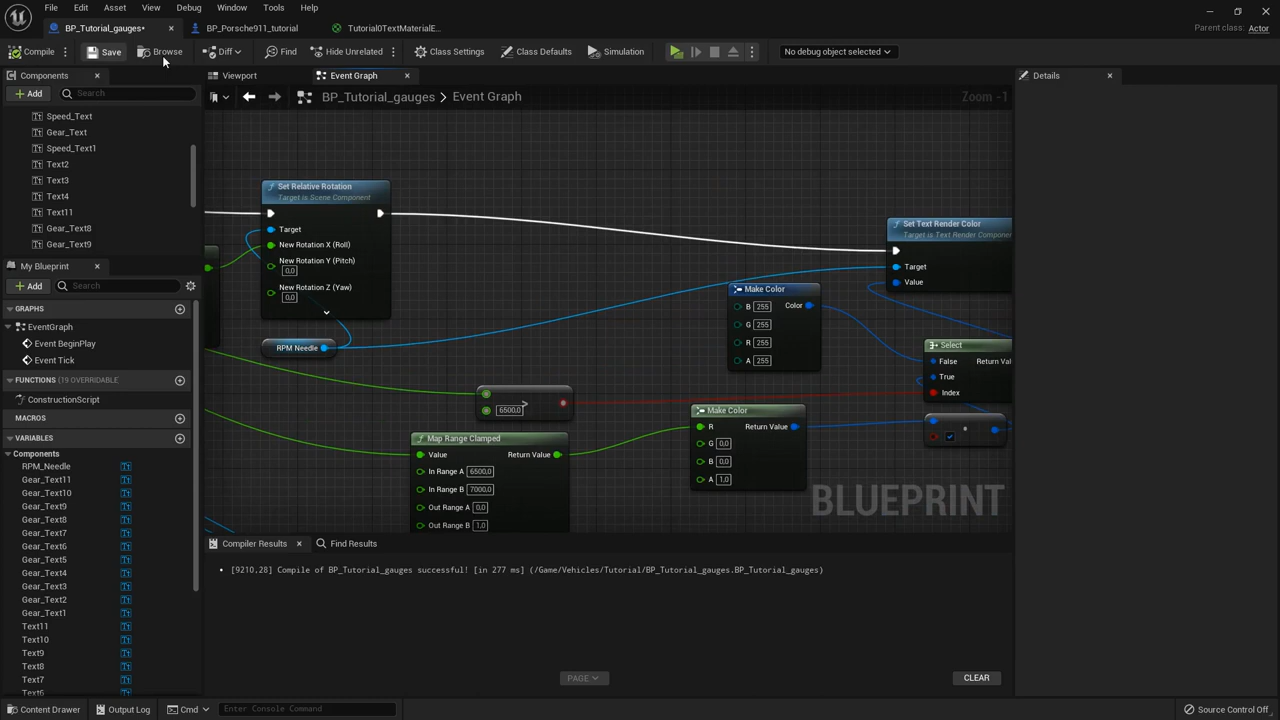 File Edit Asset View Debug Window Tools Help
BP_Tutorial_gauges* BP_Porsche911_tutorial Tutorial0TextMaterialE... Parent class: Actor
Compile Save Browse Diff Find Hide Unrelated Class Settings Class Defaults Simulation No debug object selected
Components
Add Search
Speed_Text
Gear_Text
Speed_Text1
Text2
Text3
Text4
Text11
Gear_Text8
Gear_Text9
My Blueprint
Add Search
GRAPHS
EventGraph
Event BeginPlay
Event Tick
FUNCTIONS (19 OVERRIDABLE
ConstructionScript
MACROS
VARIABLES
Components
RPM_Needle
Gear_Text11
Gear_Text10
Gear_Text9
Gear_Text8
Gear_Text7
Gear_Text6
Gear_Text5
Gear_Text4
Gear_Text3
Gear_Text2
Gear_Text1
Text11
Text10
Text9
Text8
Text7
Text6
Viewport Event Graph
BP_Tutorial_gauges > Event Graph Zoom -1
Set Relative Rotation
Target is Scene Component
Target
New Rotation X (Roll)
New Rotation Y (Pitch)
0,0
New Rotation Z (Yaw)
0,0
RPM Needle
6500,0 >
Map Range Clamped
Value Return Value
In Range A 6500,0
In Range B 7000,0
Out Range A 0,0
Out Range B 1,0
Make Color
B 255 Color
G 255
R 255
A 255
Make Color
R Return Value
G 0,0
B 0,0
A 1,0
Set Text Render Color
Target is Text Render Componen
Target
Value
Select
False Return Val
True
Index
BLUEPRINT
Details
Compiler Results Find Results
[9210.28] Compile of BP_Tutorial_gauges successful! [in 277 ms] (/Game/Vehicles/Tutorial/BP_Tutorial_gauges.BP_Tutorial_gauges)
PAGE CLEAR
Content Drawer Output Log Cmd Enter Console Command Source Control Off